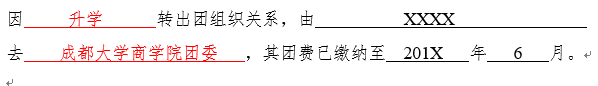 因 升学 转出团组织关系，由 XXXX
去 成都大学商学院团委 ，其团费已缴纳至 201X 年 6 月。